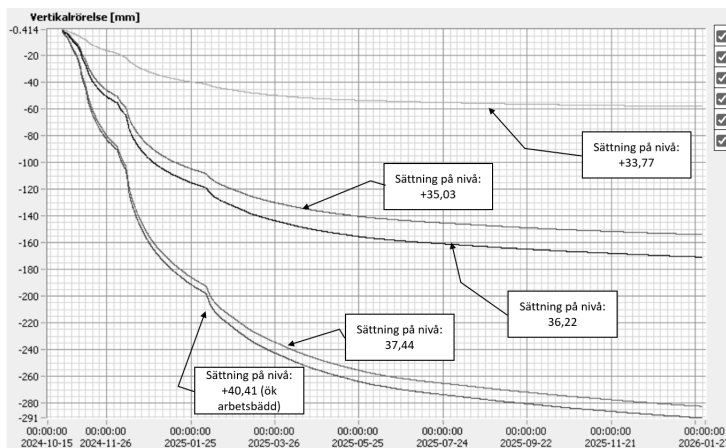 Vertikalrörelse [mm]
-0.414
-20
-40
-60
-80
-100
-120
-140
-160
-180
-200
-220
-240
-260
-280
-291
Sättning på nivå:
+33,77
Sättning på nivå:
+35,03
Sättning på nivå:
36,22
Sättning på nivå:
37,44
Sättning på nivå:
+40,41 (ök
arbetsbädd)
00:00:00 00:00:00 00:00:00 00:00:00 00:00:00 00:00:00 00:00:00 00:00:00 00:00:00
2024-10-15 2024-11-26 2025-01-25 2025-03-26 2025-05-25 2025-07-24 2025-09-22 2025-11-21 2026-01-2